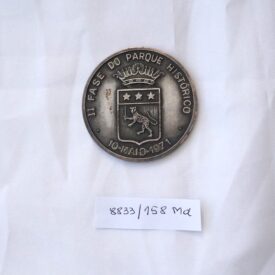 II FASE DO PARQUE HISTÓRICO
10-MAIO-1971
8833/158 Md